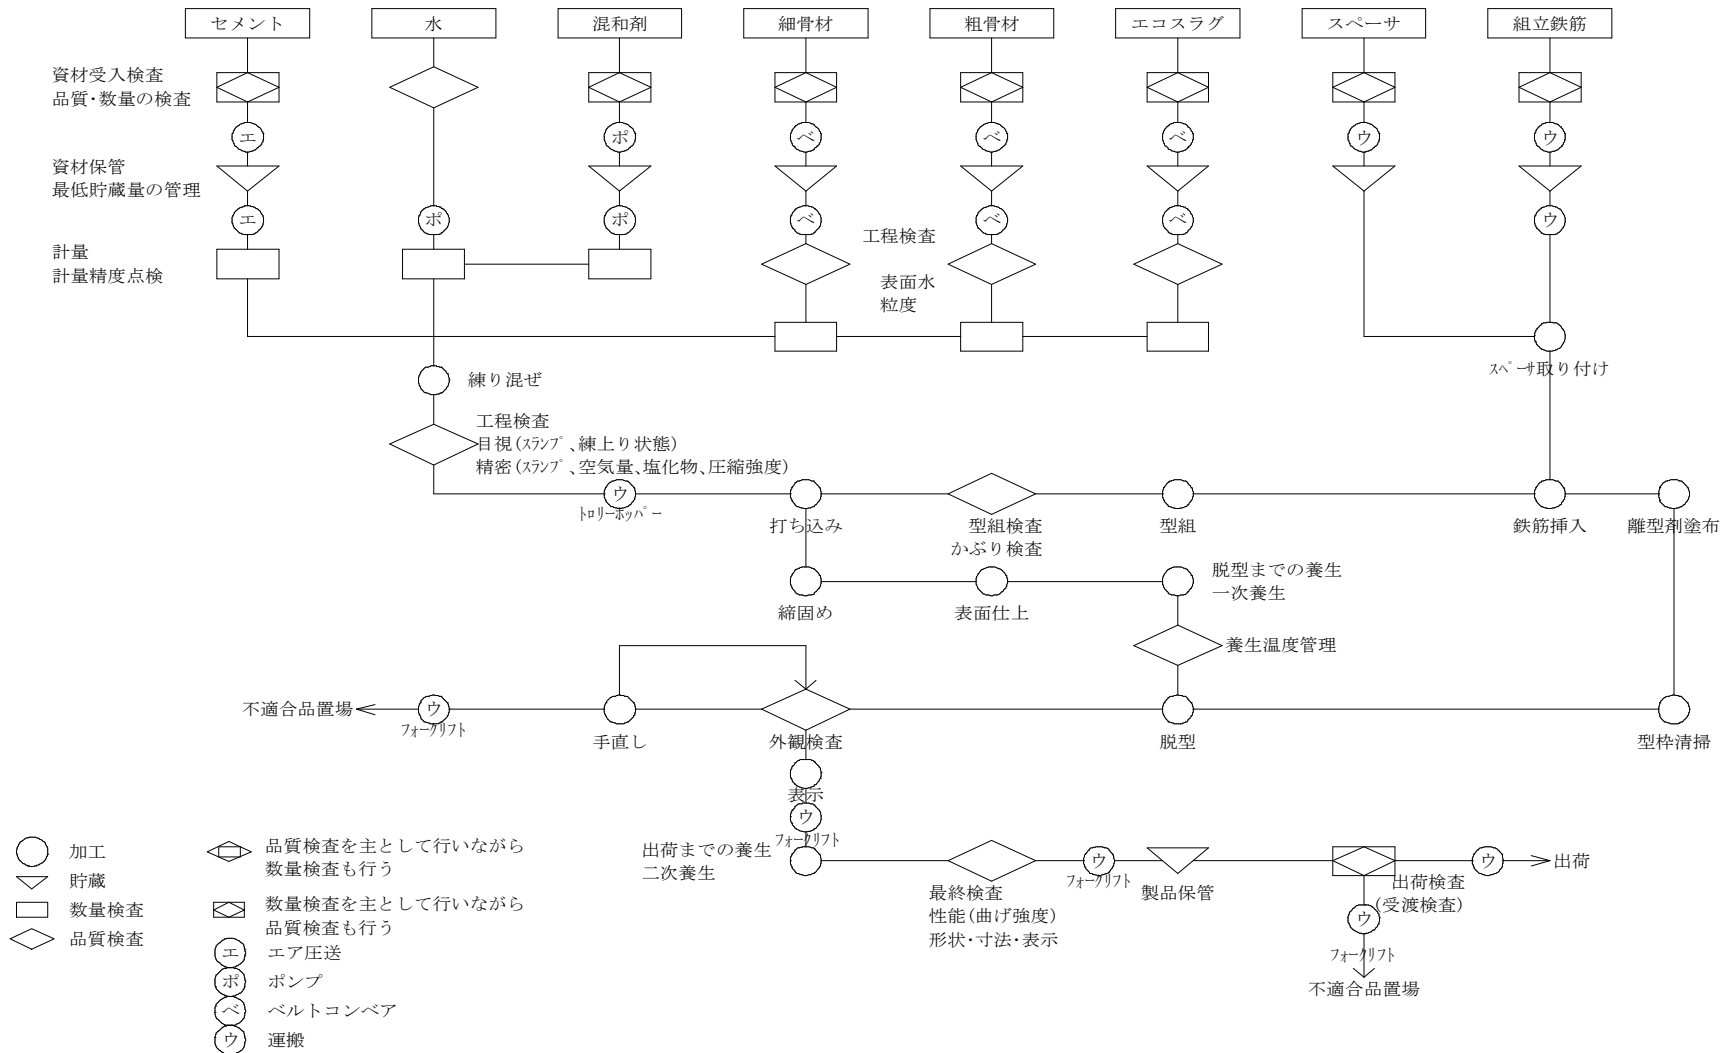 セメント
水
混和剤
細骨材
粗骨材
エコスラグ
スペーサ
組立鉄筋
資材受入検査
品質・数量の検査
エ
ポ
ベ
ベ
ベ
ウ
ウ
資材保管
最低貯蔵量の管理
エ
ポ
ポ
ベ
ベ
ベ
ウ
計量
計量精度点検
工程検査
表面水
粒度
練り混ぜ
スペーサ取り付け
工程検査
目視(スランプ、練上り状態)
精密(スランプ、空気量、塩化物、圧縮強度)
ウ
トロリーホッパー
打ち込み
型組検査
かぶり検査
型組
鉄筋挿入
離型剤塗布
締固め
表面仕上
脱型までの養生
一次養生
養生温度管理
不適合品置場
ウ
フォークリフト
手直し
外観検査
脱型
型枠清掃
表示
ウ
フォークリフト
出荷までの養生
二次養生
最終検査
性能(曲げ強度)
形状・寸法・表示
ウ
フォークリフト
製品保管
出荷検査
(受渡検査)
ウ
出荷
ウ
フォークリフト
不適合品置場
加工
貯蔵
数量検査
品質検査
品質検査を主として行いながら
数量検査も行う
数量検査を主として行いながら
品質検査も行う
エ
エア圧送
ポ
ポンプ
ベ
ベルトコンベア
ウ
運搬